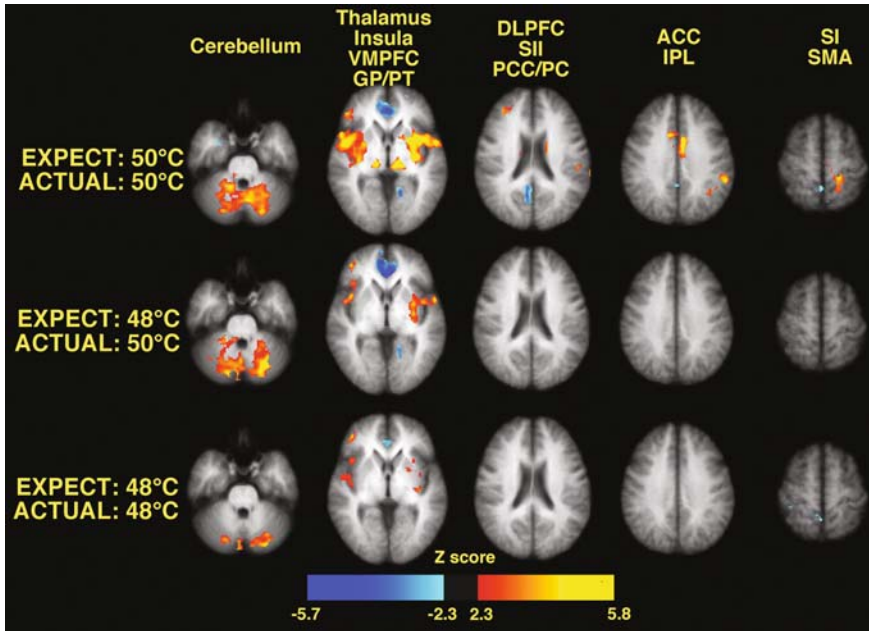 Cerebellum
Thalamus
Insula
VMPFC
GP/PT
DLPFC
SII
PCC/PC
ACC
IPL
SI
SMA
EXPECT: 50°C
ACTUAL: 50°C
EXPECT: 48°C
ACTUAL: 50°C
EXPECT: 48°C
ACTUAL: 48°C
Z score
-5.7
-2.3
2.3
5.8